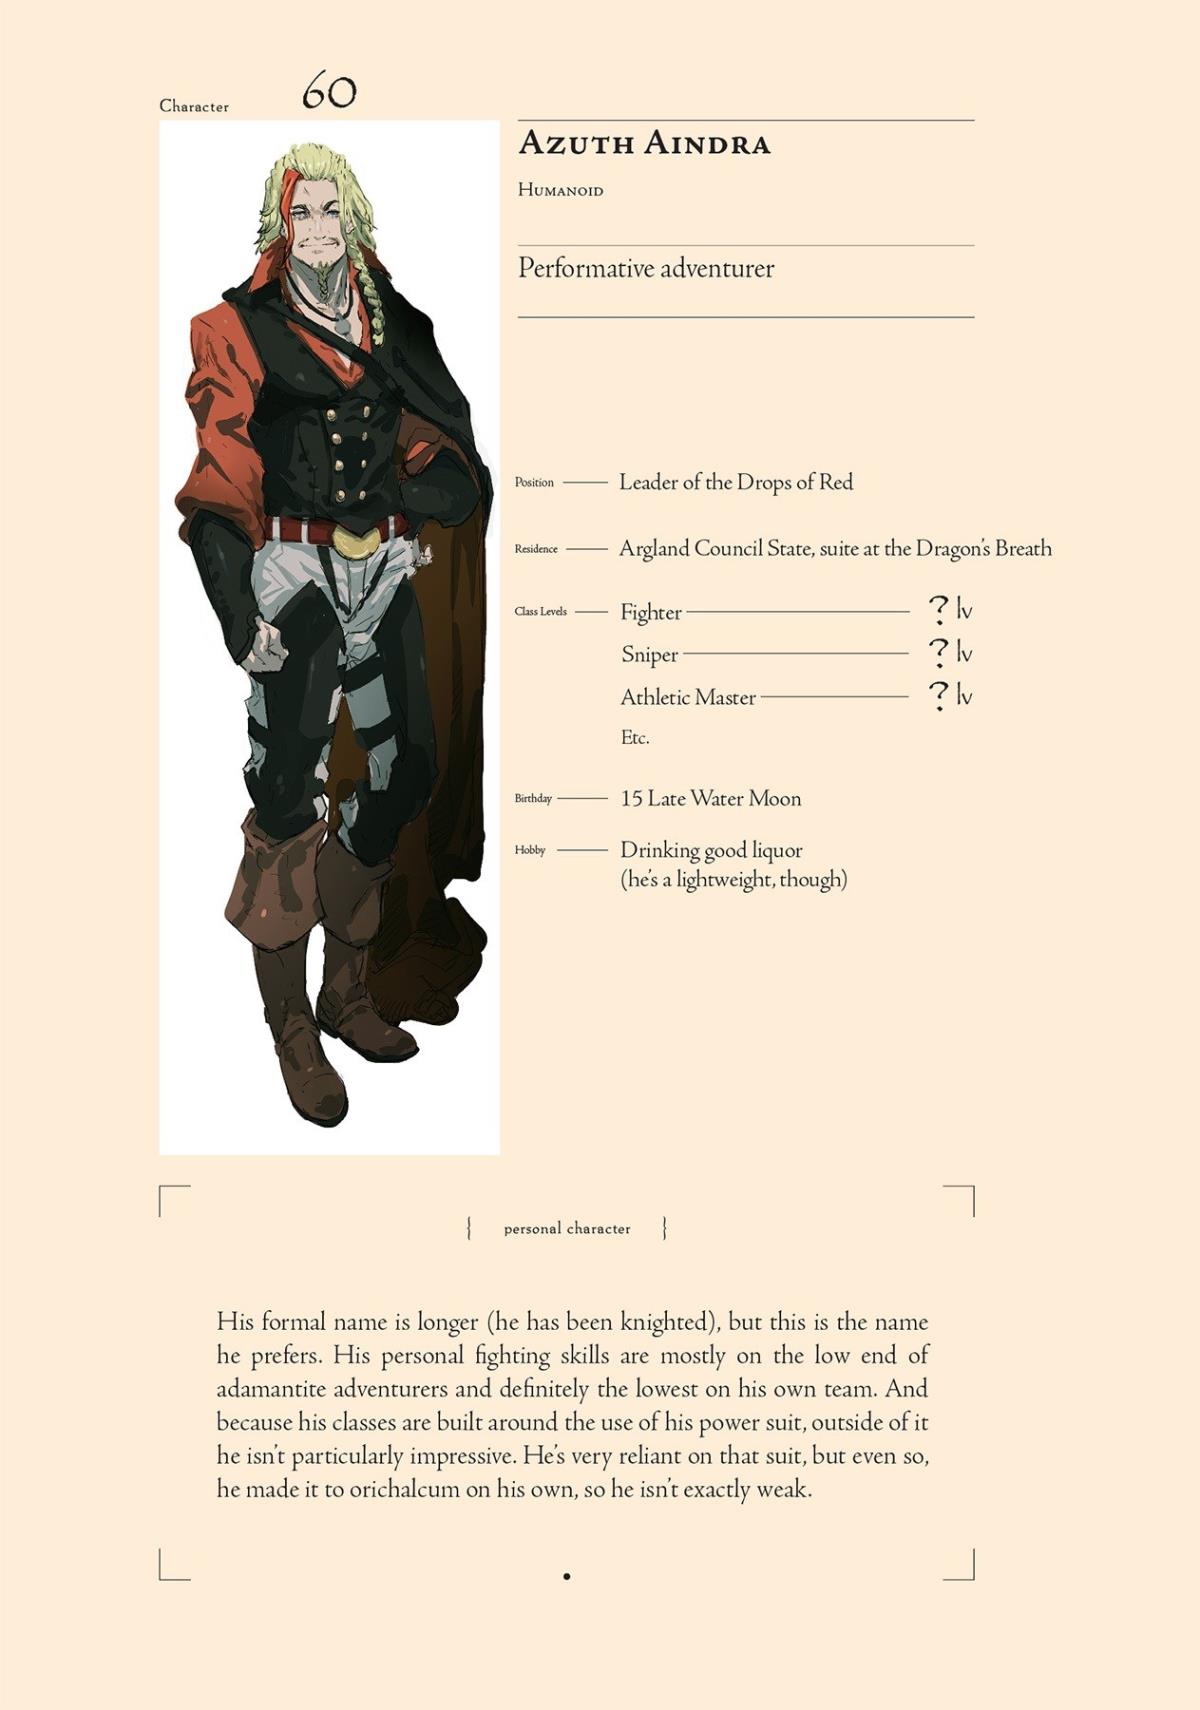 Character 60
AZUTH AINDRA
HUMANOID
Performative adventurer
Position Leader of the Drops of Red
Residence Argland Council State, suite at the Dragon's Breath
Class Levels Fighter ? lv
Sniper ? lv
Athletic Master ? lv
Etc.
Birthday 15 Late Water Moon
Hobby Drinking good liquor
(he's a lightweight, though)
{ personal character }
His formal name is longer (he has been knighted), but this is the name
he prefers. His personal fighting skills are mostly on the low end of
adamantite adventurers and definitely the lowest on his own team. And
because his classes are built around the use of his power suit, outside of it
he isn't particularly impressive. He's very reliant on that suit, but even so,
he made it to orichalcum on his own, so he isn't exactly weak.